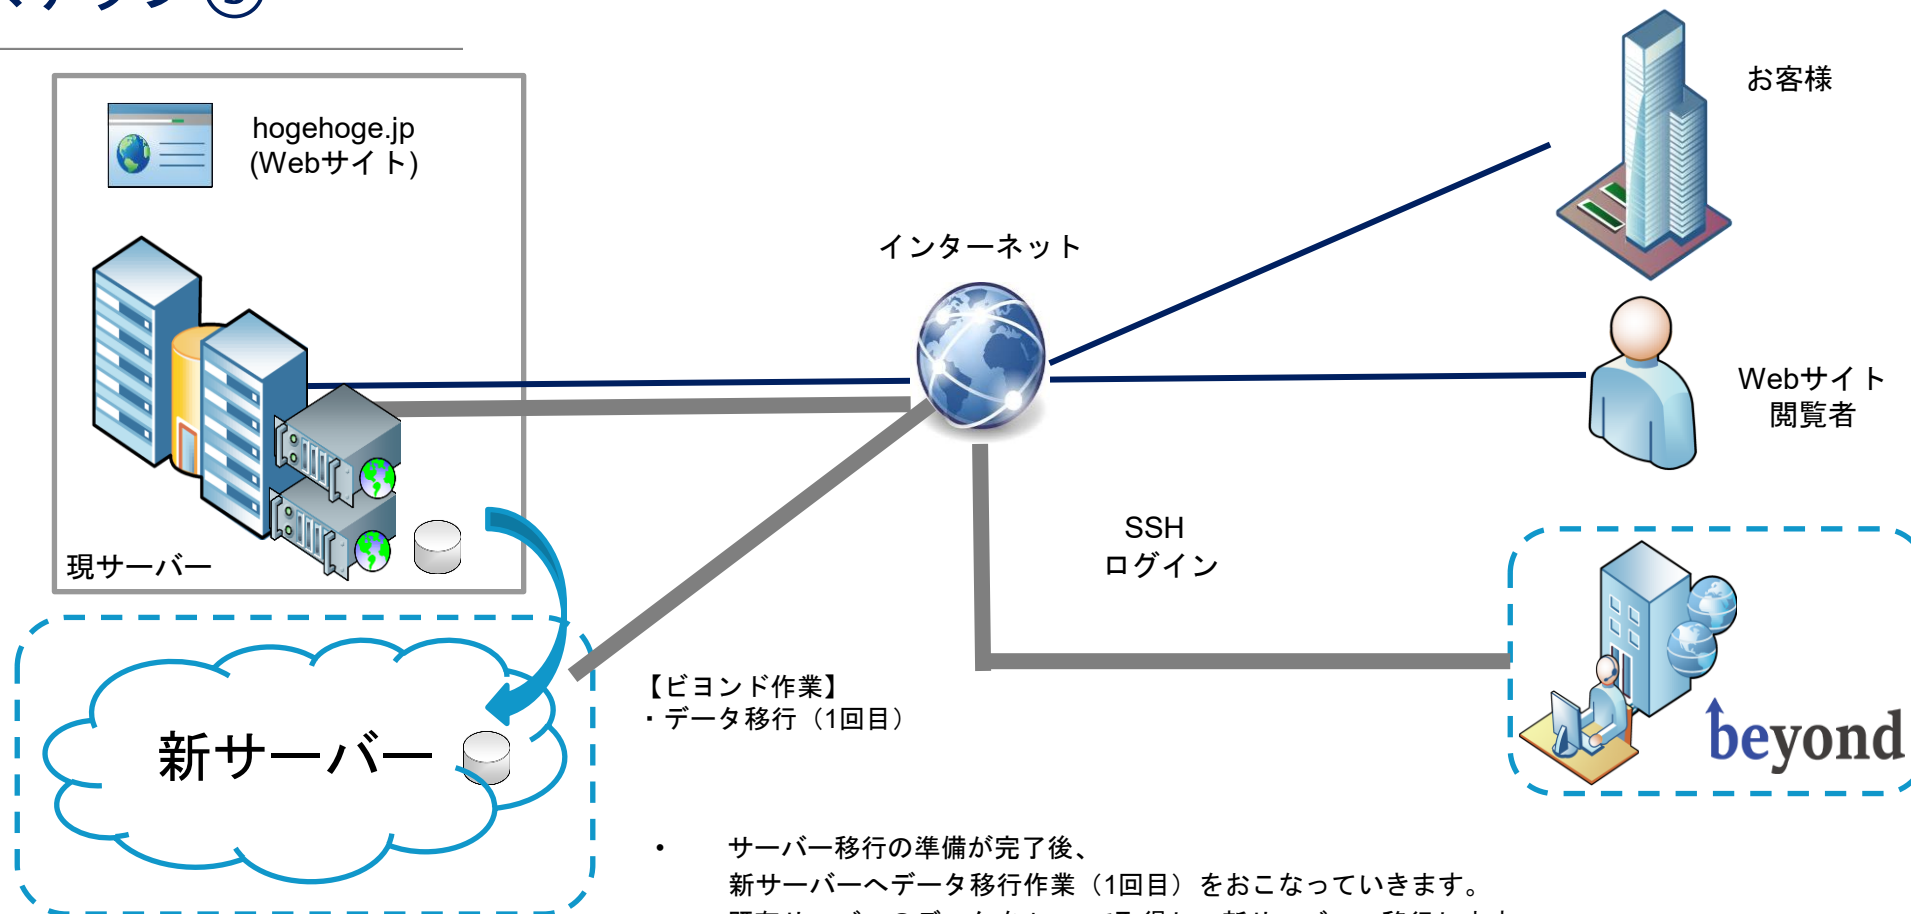 hogehoge.jp
(Webサイト)
お客様
インターネット
Webサイト
閲覧者
現サーバー
SSH
ログイン
【ビヨンド作業】
・データ移行（1回目）
新サーバー
beyond
• サーバー移行の準備が完了後、
新サーバーへデータ移行作業（1回目）をおこなっていきます。